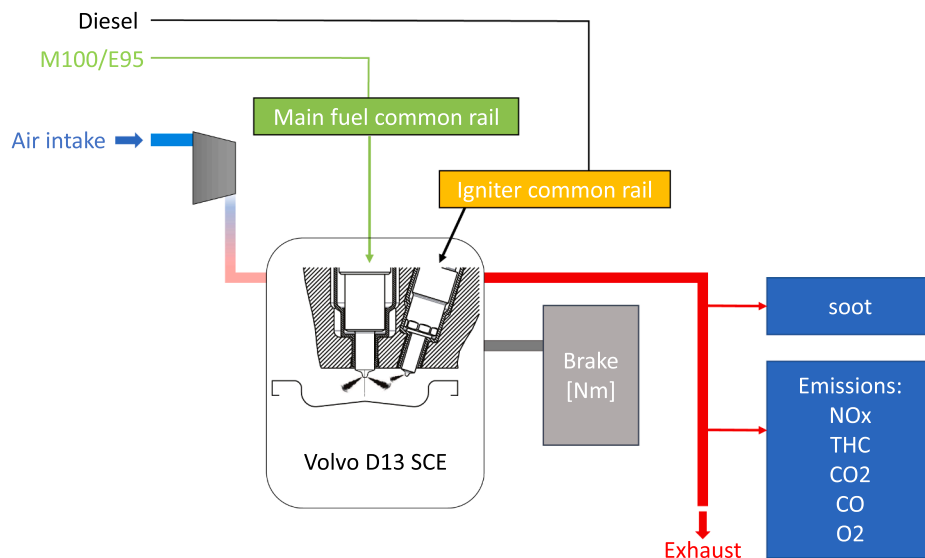 Diesel
M100/E95
Main fuel common rail
Air intake
Igniter common rail
soot
Brake
[Nm]
Emissions:
NOx
THC
CO2
CO
O2
Volvo D13 SCE
Exhaust